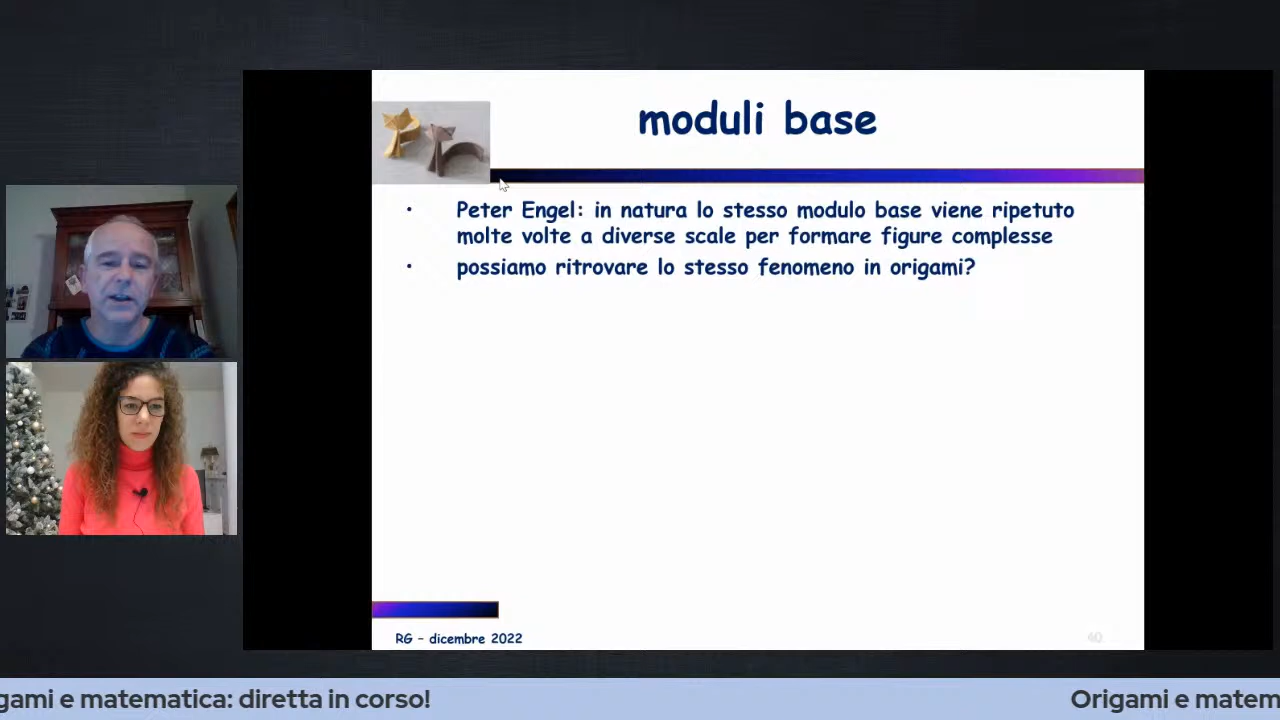 moduli base
• Peter Engel: in natura lo stesso modulo base viene ripetuto
molte volte a diverse scale per formare figure complesse
• possiamo ritrovare lo stesso fenomeno in origami?
RG - dicembre 2022
40
gami e matematica: diretta in corso!
Origami e matem